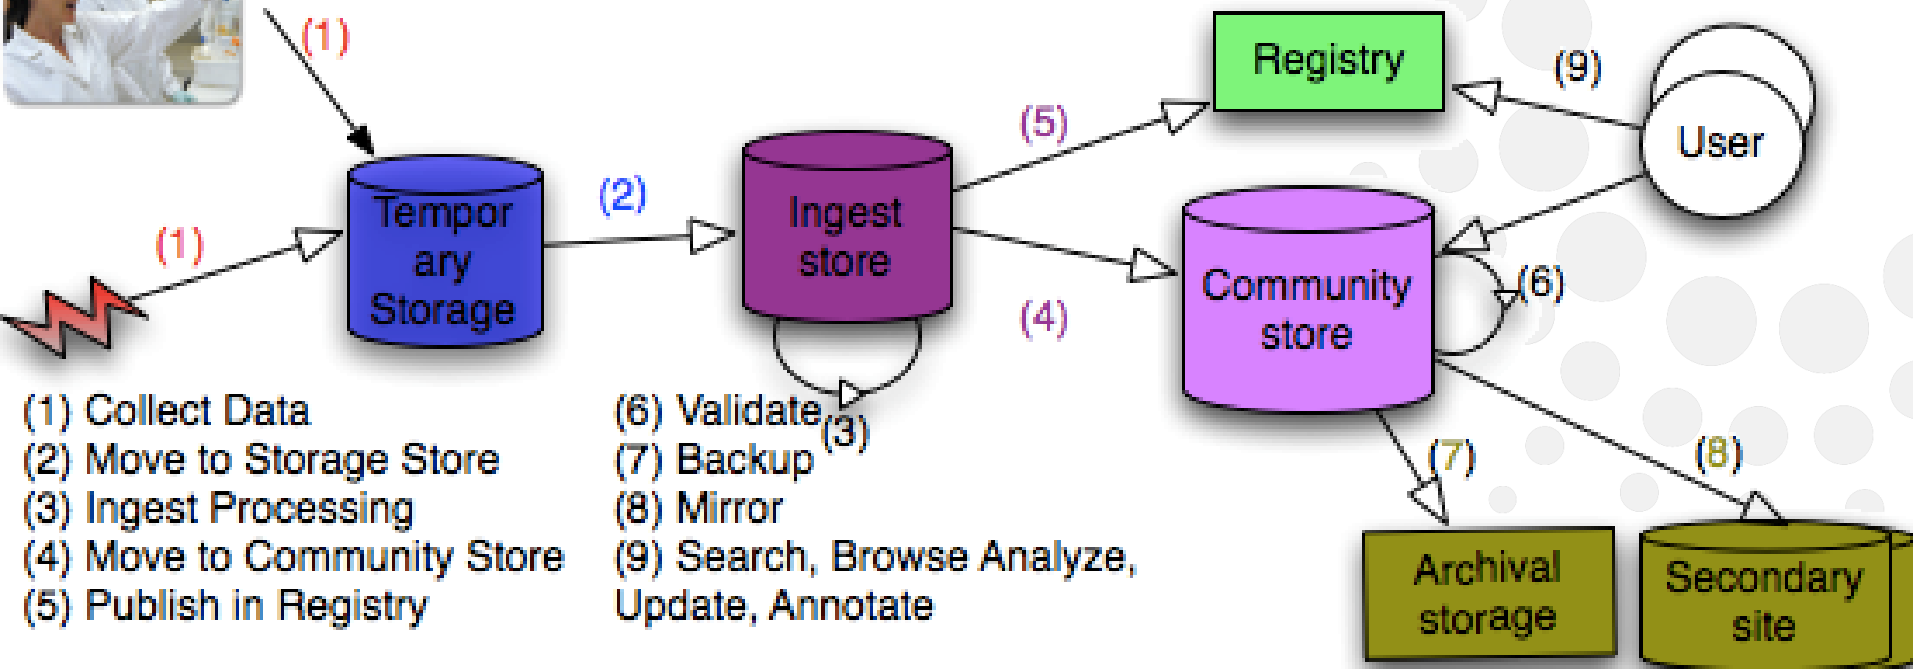 (1)
Registry
(9)
(5)
User
(2)
Tempor
ary
Storage
Ingest
store
(1)
Community
store
(6)
(4)
(3)
(7)
(8)
Archival
storage
Secondary
site
(1) Collect Data
(2) Move to Storage Store
(3) Ingest Processing
(4) Move to Community Store
(5) Publish in Registry
(6) Validate
(7) Backup
(8) Mirror
(9) Search, Browse Analyze,
Update, Annotate